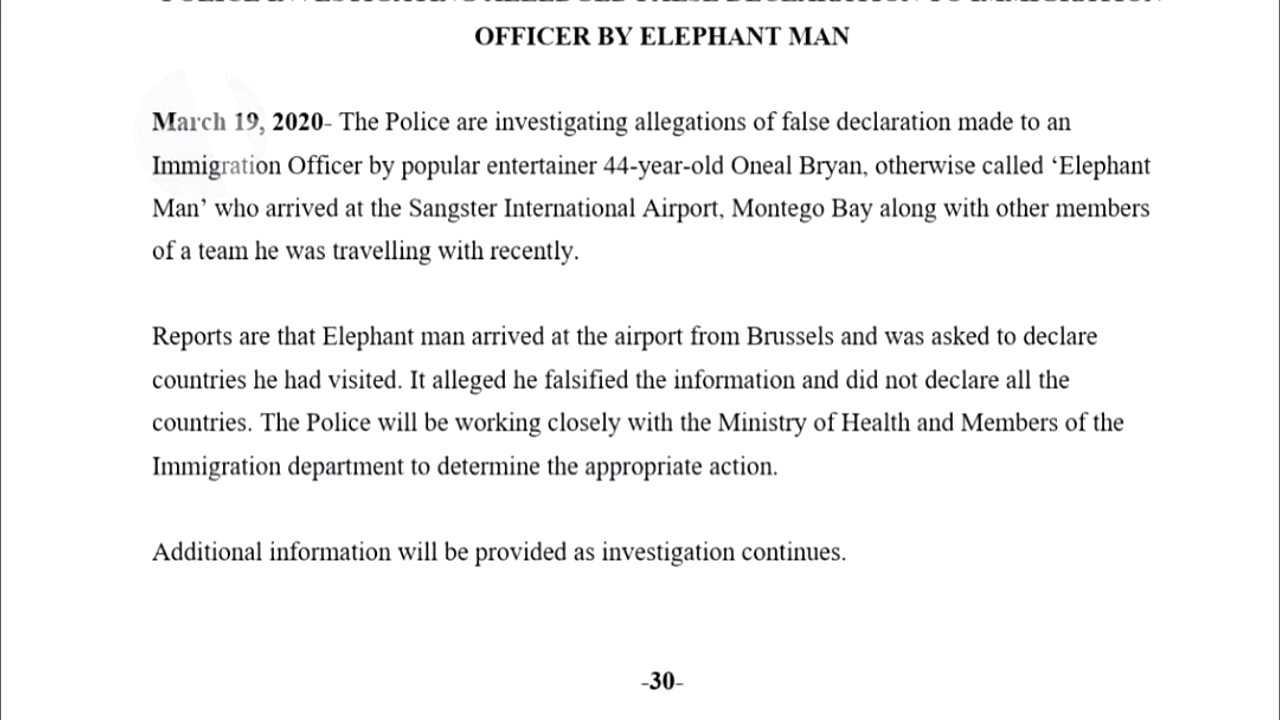 OFFICER BY ELEPHANT MAN
March 19, 2020- The Police are investigating allegations of false declaration made to an
Immigration Officer by popular entertainer 44-year-old Oneal Bryan, otherwise called ‘Elephant
Man’ who arrived at the Sangster International Airport, Montego Bay along with other members
of a team he was travelling with recently.
Reports are that Elephant man arrived at the airport from Brussels and was asked to declare
countries he had visited. It alleged he falsified the information and did not declare all the
countries. The Police will be working closely with the Ministry of Health and Members of the
Immigration department to determine the appropriate action.
Additional information will be provided as investigation continues.
-30-